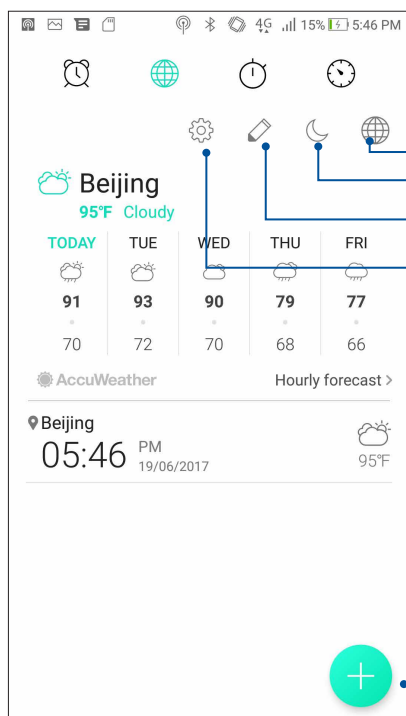 4G 15% 5:46 PM
Beijing
95°F Cloudy
TODAY TUE WED THU FRI
91 93 90 79 77
70 72 70 68 66
AccuWeather Hourly forecast >
Beijing
05:46 PM
19/06/2017
95°F